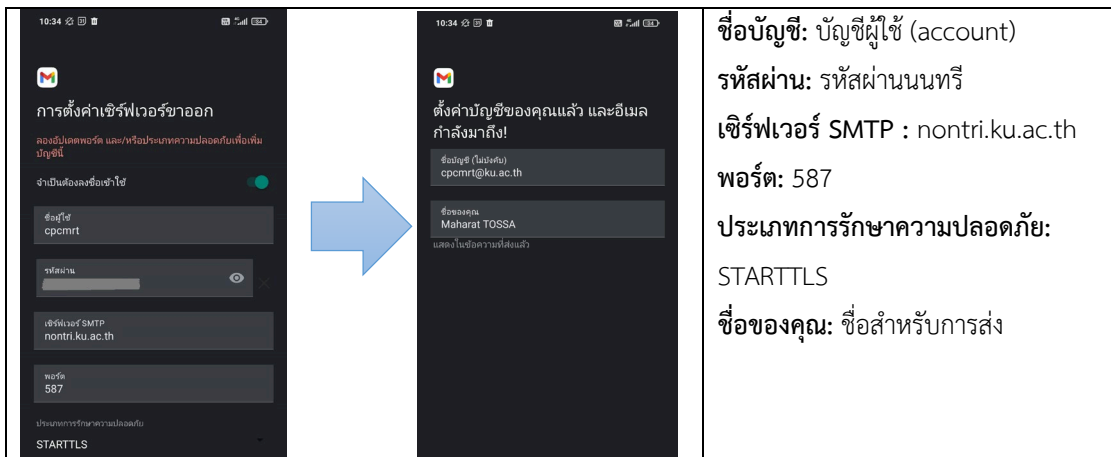 10:34
การตั้งค่าเซิร์ฟเวอร์ขาออก
ลองอัปเดตพอร์ต และ/หรือประเภทความปลอดภัยเพื่อเพิ่ม
บัญชีนี้
จำเป็นต้องลงชื่อเข้าใช้
ชื่อผู้ใช้
cpcmrt
รหัสผ่าน
เซิร์ฟเวอร์ SMTP
nontri.ku.ac.th
พอร์ต
587
ประเภทการรักษาความปลอดภัย
STARTTLS
10:34
ตั้งค่าบัญชีของคุณแล้ว และอีเมล
กำลังมาถึง!
ชื่อบัญชี (ไม่บังคับ)
cpcmrt@ku.ac.th
ชื่อของคุณ
Maharat TOSSA
แสดงในข้อความที่ส่งแล้ว
ชื่อบัญชี: บัญชีผู้ใช้ (account)
รหัสผ่าน: รหัสผ่านนนทรี
เซิร์ฟเวอร์ SMTP : nontri.ku.ac.th
พอร์ต: 587
ประเภทการรักษาความปลอดภัย:
STARTTLS
ชื่อของคุณ: ชื่อสำหรับการส่ง